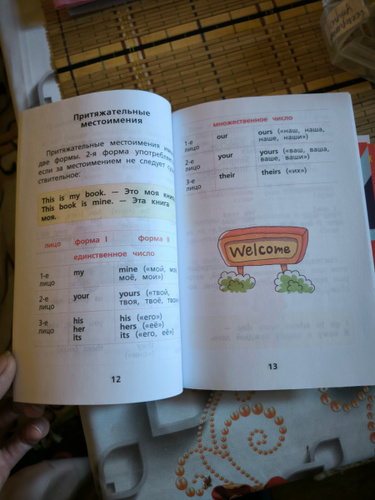 Притяжательные
местоимения
Притяжательные местоимения
две формы. 2-я форма
если за местоимением не следует
ствительное:
This is my book. — Это моя
This book is mine. — Эта книга
моя.
лицо форма 1 форма
единственное число
1-е
лицо
my mine («мой,
моё, мои»)
2-е
лицо
your yours («твой,
твоя, твоё,
3-е
лицо
his his («его»)
her hers («её»)
its its («его, её»)
12
множественное число
1-е
лицо
our ours («наш, наша,
наше, наши»)
2-е
лицо
your yours («ваш, ваша,
ваше, ваши»)
3-е
лицо
their theirs («их»)
Welcome
13